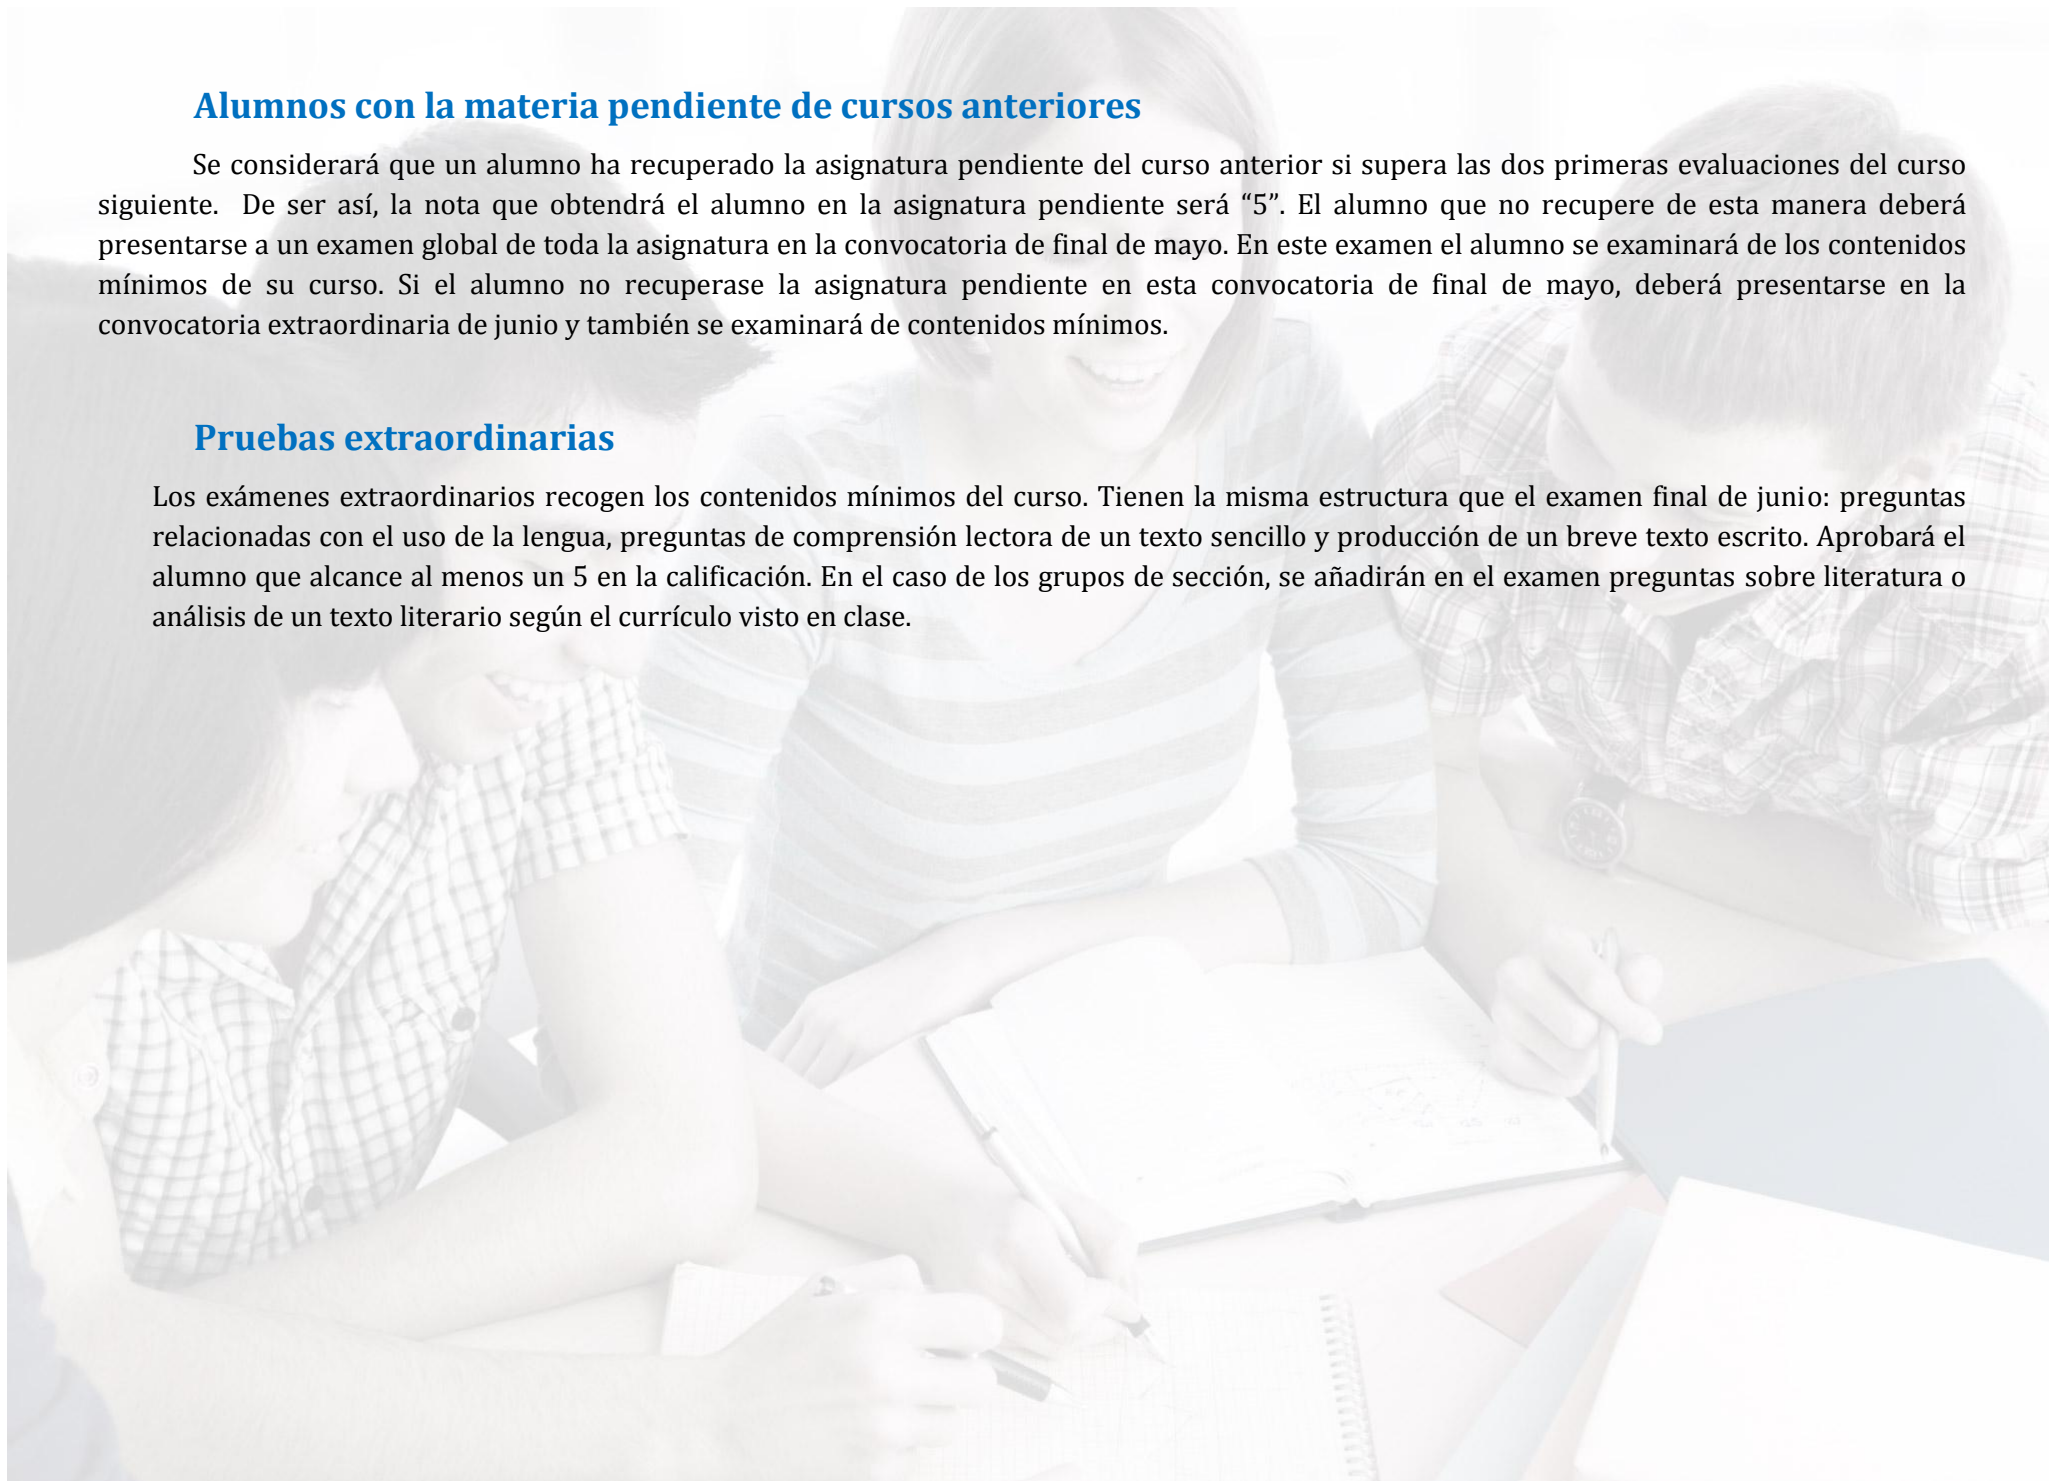 Alumnos con la materia pendiente de cursos anteriores
Se considerará que un alumno ha recuperado la asignatura pendiente del curso anterior si supera las dos primeras evaluaciones del curso
siguiente. De ser así, la nota que obtendrá el alumno en la asignatura pendiente será “5”. El alumno que no recupere de esta manera deberá
presentarse a un examen global de toda la asignatura en la convocatoria de final de mayo. En este examen el alumno se examinará de los contenidos
mínimos de su curso. Si el alumno no recuperase la asignatura pendiente en esta convocatoria de final de mayo, deberá presentarse en la
convocatoria extraordinaria de junio y también se examinará de contenidos mínimos.
Pruebas extraordinarias
Los exámenes extraordinarios recogen los contenidos mínimos del curso. Tienen la misma estructura que el examen final de junio: preguntas
relacionadas con el uso de la lengua, preguntas de comprensión lectora de un texto sencillo y producción de un breve texto escrito. Aprobará el
alumno que alcance al menos un 5 en la calificación. En el caso de los grupos de sección, se añadirán en el examen preguntas sobre literatura o
análisis de un texto literario según el currículo visto en clase.